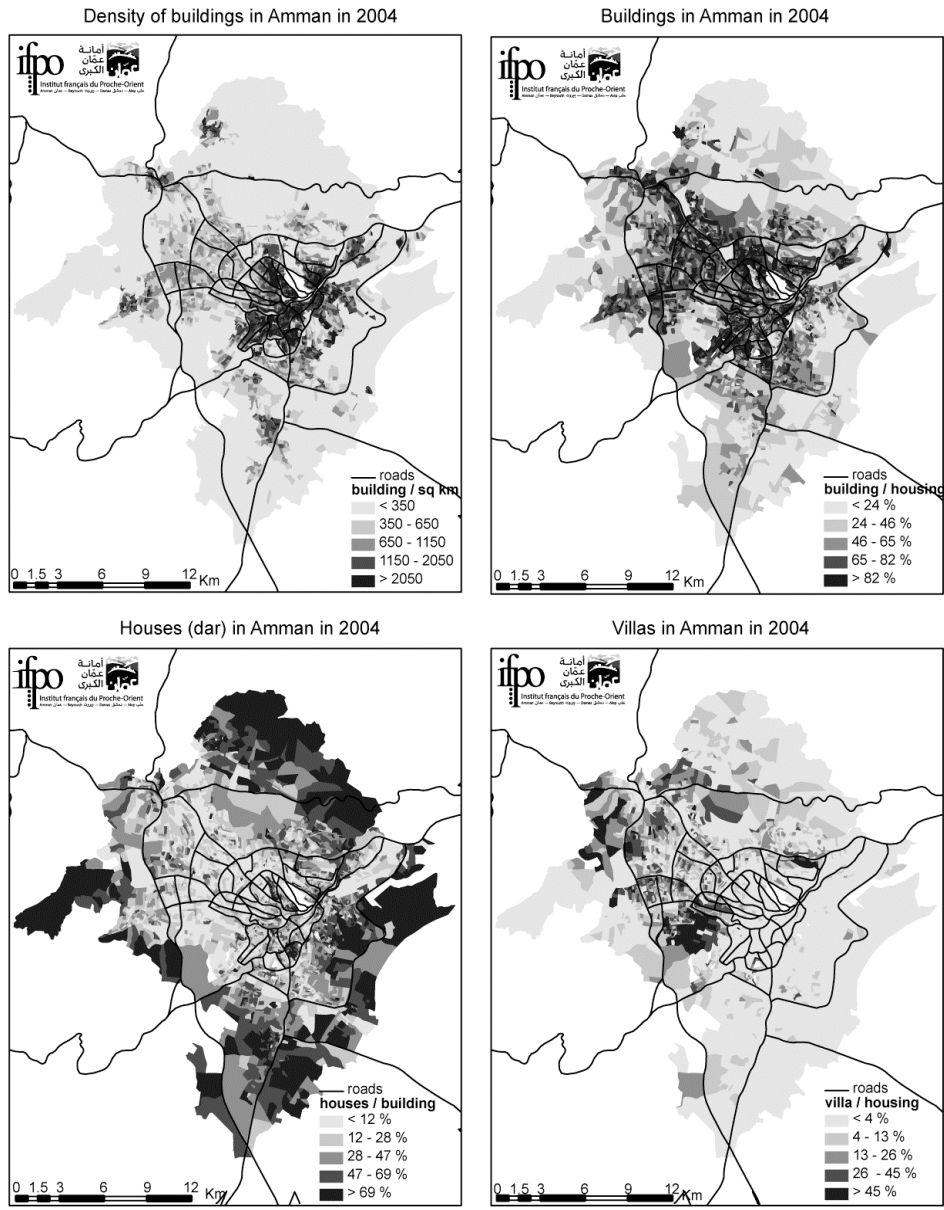 Density of buildings in Amman in 2004
ifpo
أمانة
عمّان
الكبرى
Institut français du Proche-Orient
roads
building / sq km
< 350
350 - 650
650 - 1150
1150 - 2050
> 2050
0 1.5 3 6 9 12 Km
Buildings in Amman in 2004
ifpo
أمانة
عمّان
الكبرى
Institut français du Proche-Orient
roads
building / housing
< 24 %
24 - 46 %
46 - 65 %
65 - 82 %
> 82 %
0 1.5 3 6 9 12 Km
Houses (dar) in Amman in 2004
ifpo
أمانة
عمّان
الكبرى
Institut français du Proche-Orient
roads
houses / building
< 12 %
12 - 28 %
28 - 47 %
47 - 69 %
> 69 %
0 1.5 3 6 9 12 Km
Villas in Amman in 2004
ifpo
أمانة
عمّان
الكبرى
Institut français du Proche-Orient
roads
villa / housing
< 4 %
4 - 13 %
13 - 26 %
26 - 45 %
> 45 %
0 1.5 3 6 9 12 Km